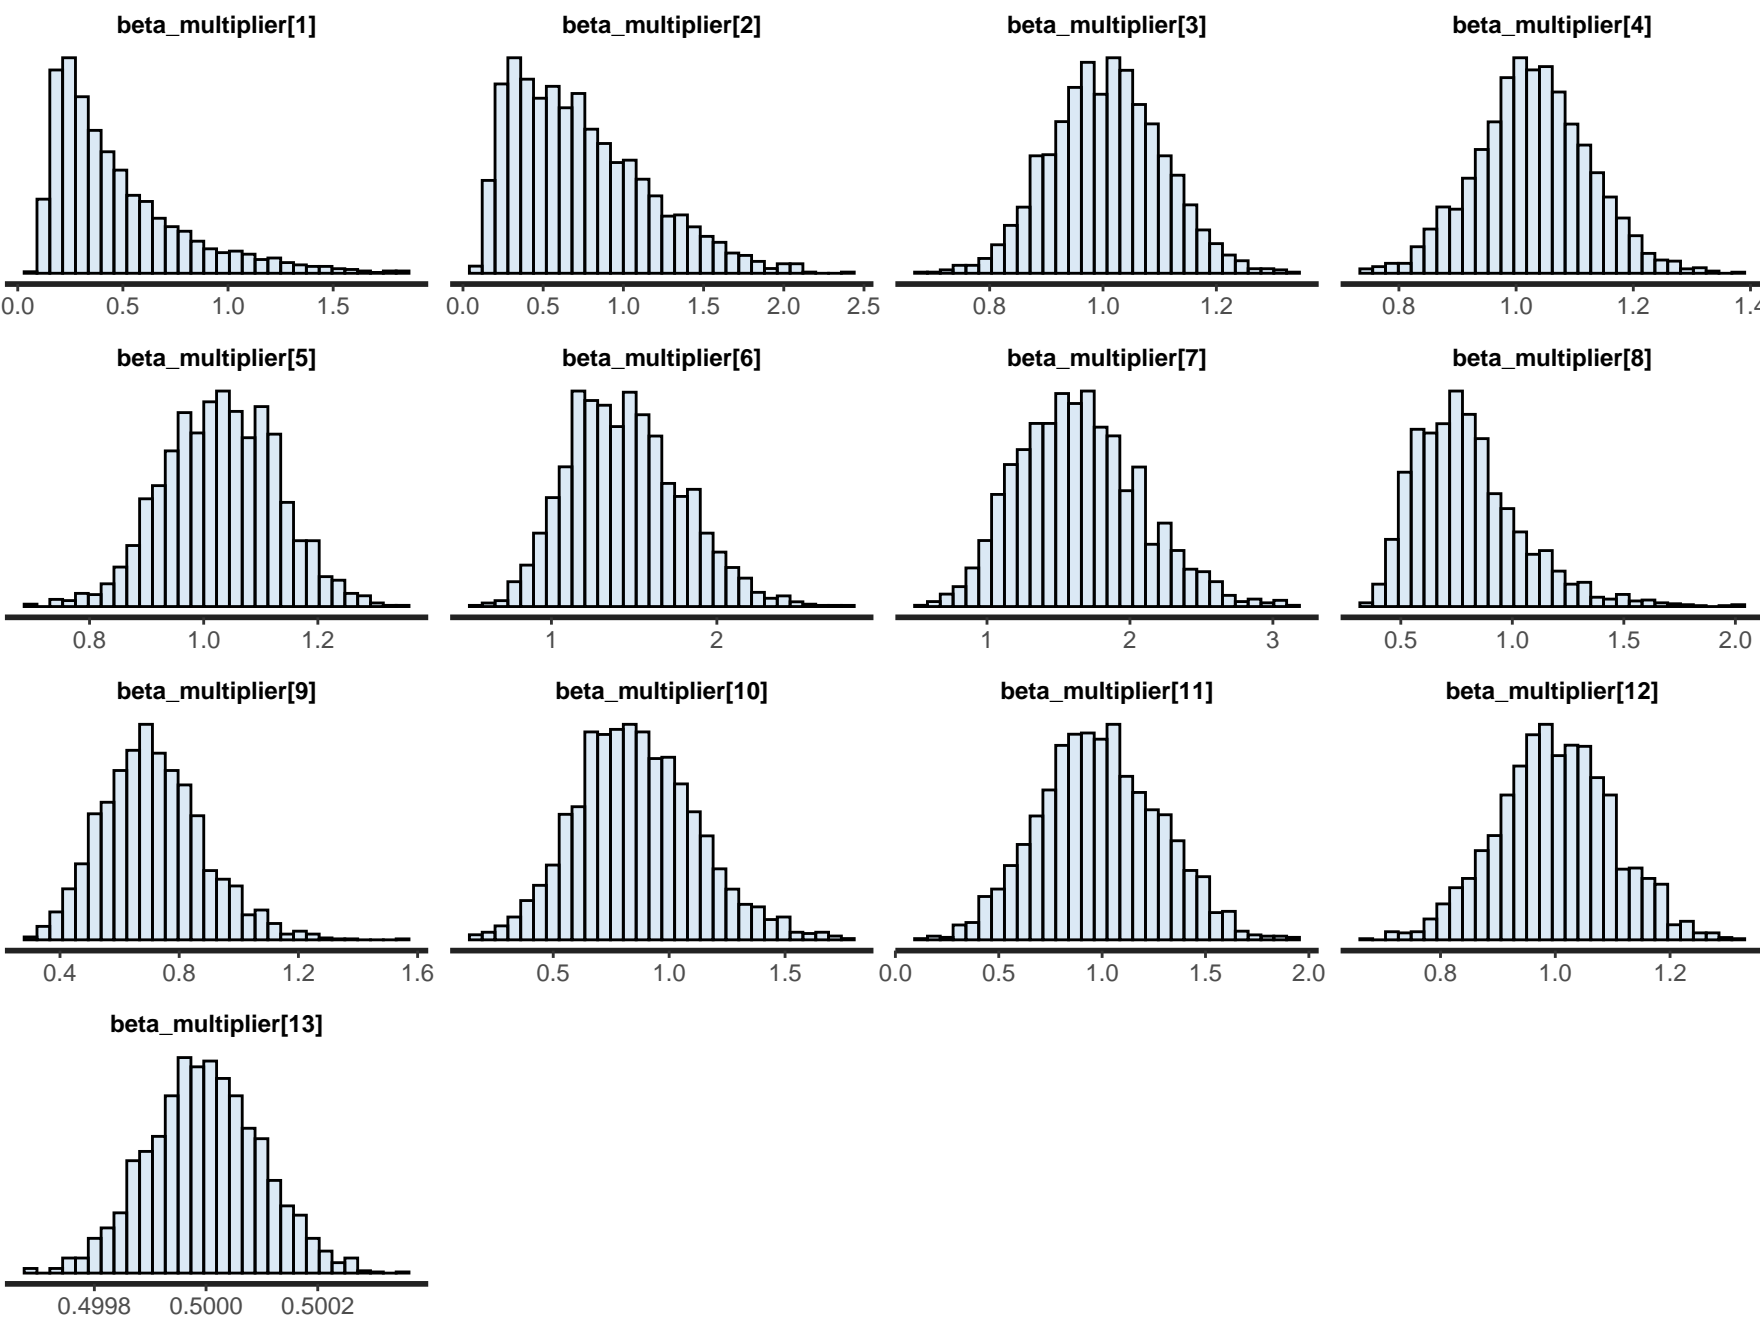 beta_multiplier[1] beta_multiplier[2] beta_multiplier[3] beta_multiplier[4]
0.0 0.5 1.0 1.5 0.0 0.5 1.0 1.5 2.0 2.5 0.8 1.0 1.2 0.8 1.0 1.2 1.4
beta_multiplier[5] beta_multiplier[6] beta_multiplier[7] beta_multiplier[8]
0.8 1.0 1.2 1 2 1 2 3 0.5 1.0 1.5 2.0
beta_multiplier[9] beta_multiplier[10] beta_multiplier[11] beta_multiplier[12]
0.4 0.8 1.2 1.6 0.5 1.0 1.5 0.0 0.5 1.0 1.5 2.0 0.8 1.0 1.2
beta_multiplier[13]
0.4998 0.5000 0.5002